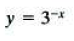 y = 3⁻ˣ